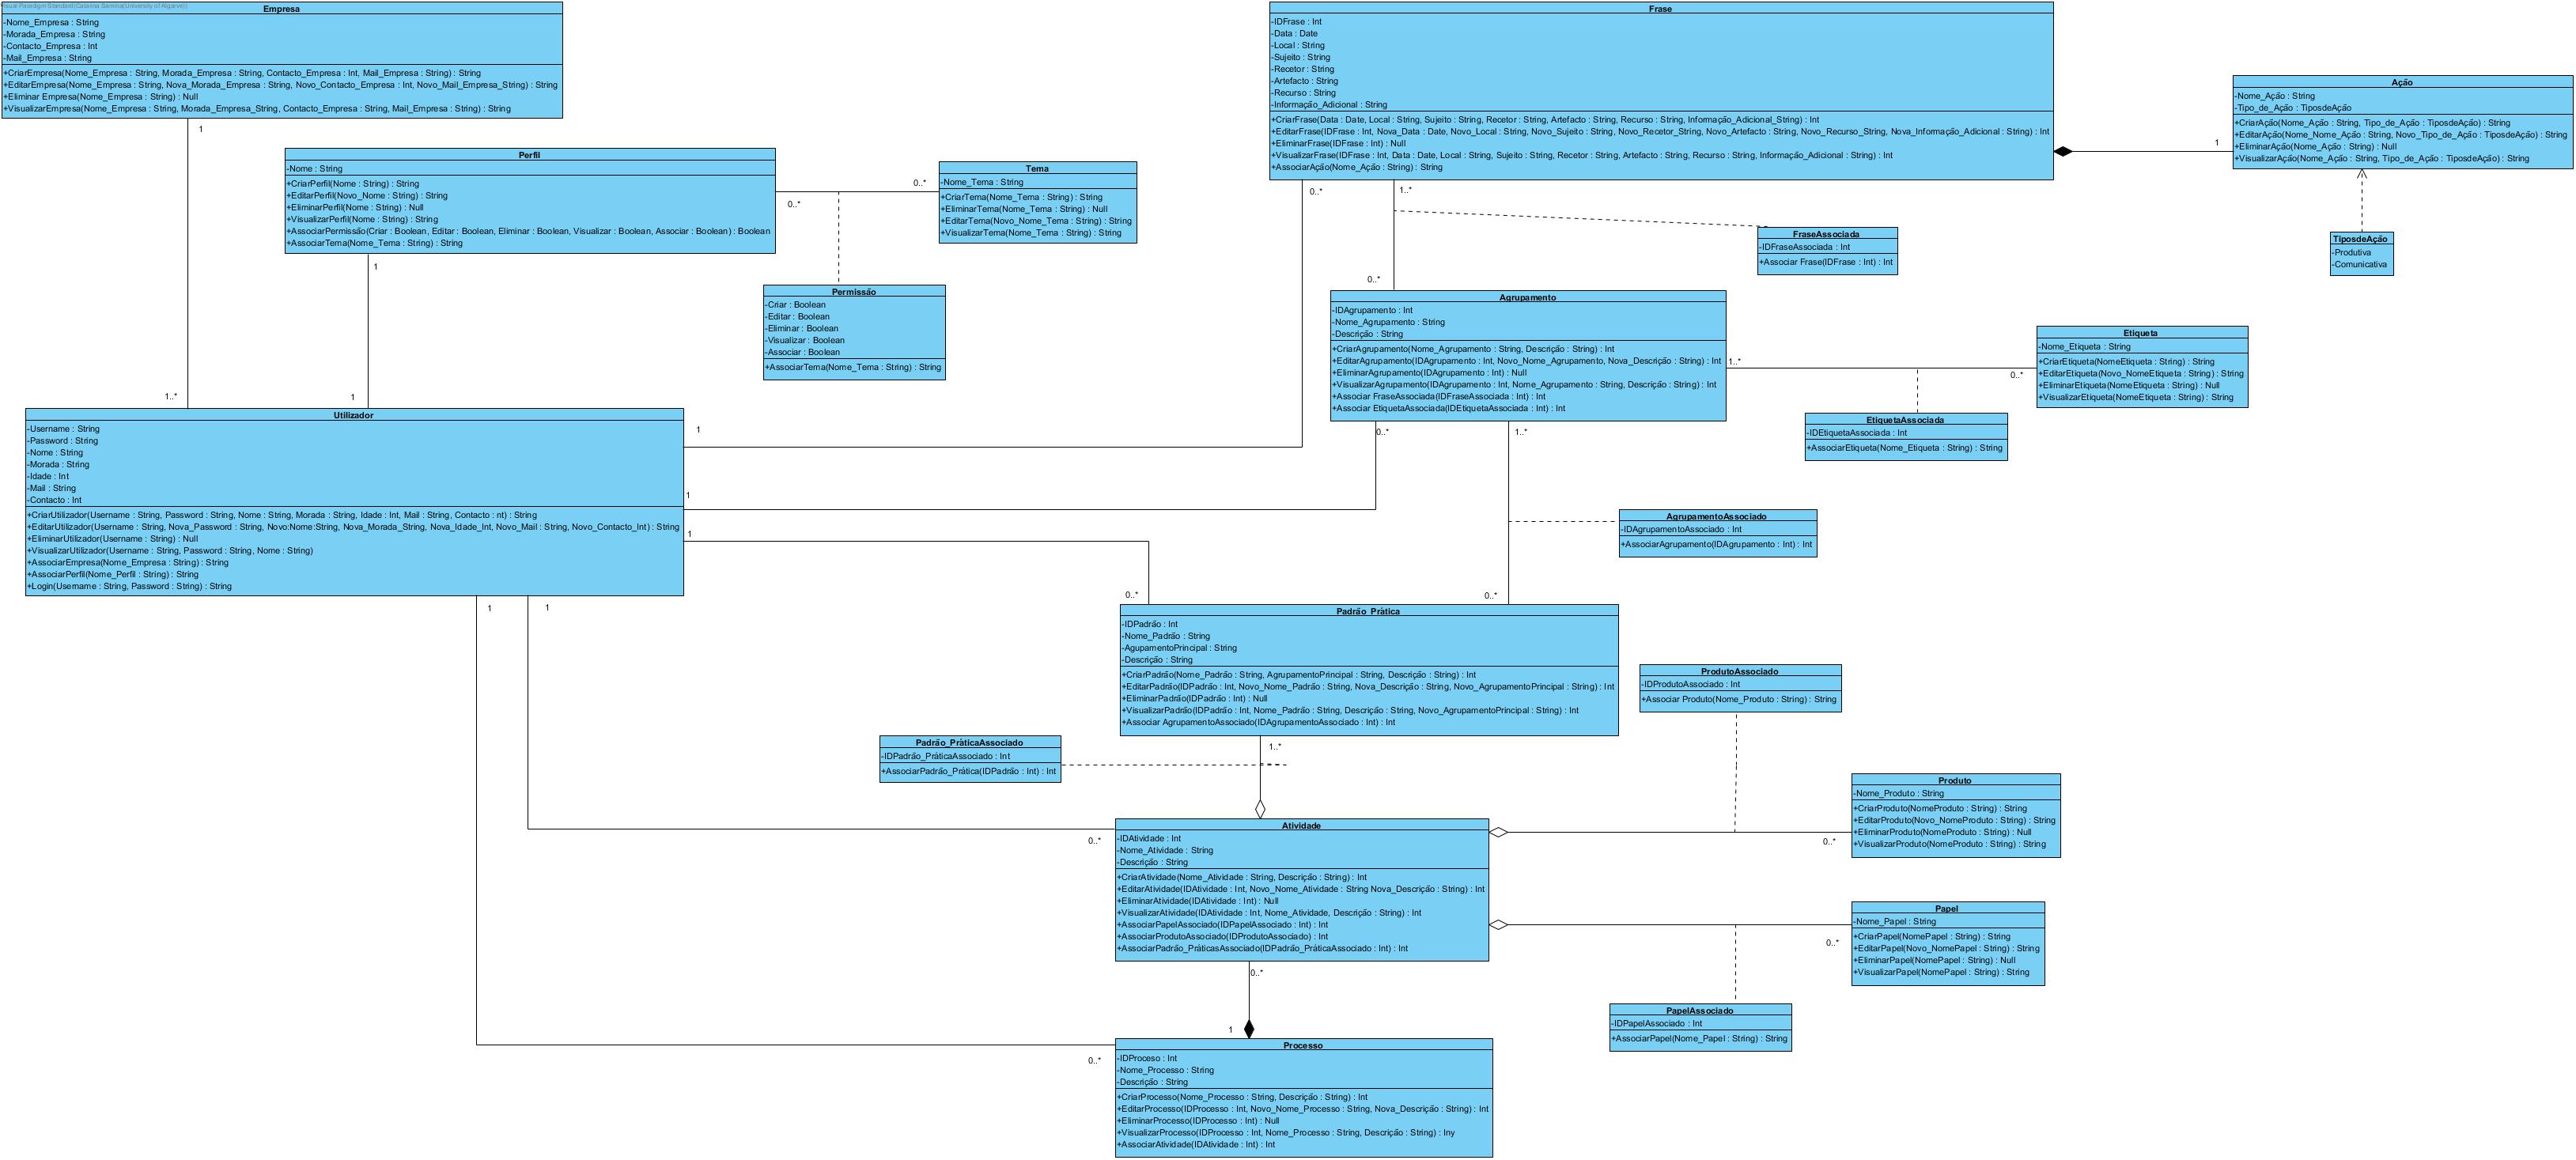 Visual Paradigm Standard(Catarina Samina(University of Algarve))
Empresa
-Nome_Empresa : String
-Morada_Empresa : String
-Contacto_Empresa : Int
-Mail_Empresa : String
+CriarEmpresa(Nome_Empresa : String, Morada_Empresa : String, Contacto_Empresa : Int, Mail_Empresa : String) : String
+EditarEmpresa(Nome_Empresa : String, Nova_Morada_Empresa : String, Novo_Contacto_Empresa : Int, Novo_Mail_Empresa_String) : String
+Eliminar Empresa(Nome_Empresa : String) : Null
+VisualizarEmpresa(Nome_Empresa : String, Morada_Empresa_String, Contacto_Empresa : String, Mail_Empresa : String) : String
1
1..*
Perfil
-Nome : String
+CriarPerfil(Nome : String) : String
+EditarPerfil(Novo_Nome : String) : String
+EliminarPerfil(Nome : String) : Null
+VisualizarPerfil(Nome : String) : String
+AssociarPermissão(Criar : Boolean, Editar : Boolean, Eliminar : Boolean, Visualizar : Boolean, Associar : Boolean) : Boolean
+AssociarTema(Nome_Tema : String) : String
0..*
0..*
1
1
Tema
-Nome_Tema : String
+CriarTema(Nome_Tema : String) : String
+EliminarTema(Nome_Tema : String) : Null
+EditarTema(Novo_Nome_Tema : String) : String
+VisualizarTema(Nome_Tema : String) : String
Permissão
-Criar : Boolean
-Editar : Boolean
-Eliminar : Boolean
-Visualizar : Boolean
-Associar : Boolean
+AssociarTema(Nome_Tema : String) : String
Frase
-IDFrase : Int
-Data : Date
-Local : String
-Sujeito : String
-Recetor : String
-Artefacto : String
-Recurso : String
-Informação_Adicional : String
+CriarFrase(Data : Date, Local : String, Sujeito : String, Recetor : String, Artefacto : String, Recurso : String, Informação_Adicional_String) : Int
+EditarFrase(IDFrase : Int, Nova_Data : Date, Novo_Local : String, Novo_Sujeito : String, Novo_Recetor_String, Novo_Artefacto : String, Novo_Recurso_String, Nova_Informação_Adicional : String) : Int
+EliminarFrase(IDFrase : Int) : Null
+VisualizarFrase(IDFrase : Int, Data : Date, Local : String, Sujeito : String, Recetor : String, Artefacto : String, Recurso : String, Informação_Adicional : String) : Int
+AssociarAção(Nome_Ação : String) : String
1
0..*
1..*
0..*
Ação
-Nome_Ação : String
-Tipo_de_Ação : TiposdeAção
+CriarAção(Nome_Ação : String, Tipo_de_Ação : TiposdeAção) : String
+EditarAção(Nome_Nome_Ação : String, Novo_Tipo_de_Ação : TiposdeAção) : String
+EliminarAção(Nome_Ação : String) : Null
+VisualizarAção(Nome_Ação : String, Tipo_de_Ação : TiposdeAção) : String
TiposdeAção
-Produtiva
-Comunicativa
FraseAssociada
-IDFraseAssociada : Int
+Associar Frase(IDFrase : Int) : Int
Agrupamento
-IDAgrupamento : Int
-Nome_Agrupamento : String
-Descrição : String
+CriarAgrupamento(Nome_Agrupamento : String, Descrição : String) : Int
+EditarAgrupamento(IDAgrupamento : Int, Novo_Nome_Agrupamento, Nova_Descrição : String) : Int
+EliminarAgrupamento(IDAgrupamento : Int) : Null
+VisualizarAgrupamento(IDAgrupamento : Int, Nome_Agrupamento : String, Descrição : String) : Int
+Associar FraseAssociada(IDFraseAssociada : Int) : Int
+Associar EtiquetaAssociada(IDEtiquetaAssociada : Int) : Int
1..*
0..*
0..*
1..*
Etiqueta
-Nome_Etiqueta : String
+CriarEtiqueta(NomeEtiqueta : String) : String
+EditarEtiqueta(Novo_NomeEtiqueta : String) : String
+EliminarEtiqueta(NomeEtiqueta : String) : Null
+VisualizarEtiqueta(NomeEtiqueta : String) : String
EtiquetaAssociada
-IDEtiquetaAssociada : Int
+AssociarEtiqueta(Nome_Etiqueta : String) : String
Utilizador
-Username : String
-Password : String
-Nome : String
-Morada : String
-Idade : Int
-Mail : String
-Contacto : Int
+CriarUtilizador(Username : String, Password : String, Nome : String, Morada : String, Idade : Int, Mail : String, Contacto : nt) : String
+EditarUtilizador(Username : String, Nova_Password : String, Novo:Nome:String, Nova_Morada_String, Nova_Idade_Int, Novo_Mail : String, Novo_Contacto_Int) : String
+EliminarUtilizador(Username : String) : Null
+VisualizarUtilizador(Username : String, Password : String, Nome : String)
+AssociarEmpresa(Nome_Empresa : String) : String
+AssociarPerfil(Nome_Perfil : String) : String
+Login(Username : String, Password : String) : String
1
1
1
1
1
AgrupamentoAssociado
-IDAgrupamentoAssociado : Int
+AssociarAgrupamento(IDAgrupamento : Int) : Int
0..*
0..*
Padrão_Pràtica
-IDPadrão : Int
-Nome_Padrão : String
-AgupamentoPrincipal : String
-Descrição : String
+CriarPadrão(Nome_Padrão : String, AgrupamentoPrincipal : String, Descrição : String) : Int
+EditarPadrão(IDPadrão : Int, Novo_Nome_Padrão : String, Nova_Descrição : String, Novo_AgrupamentoPrincipal : String) : Int
+EliminarPadrão(IDPadrão : Int) : Null
+VisualizarPadrão(IDPadrão : Int, Nome_Padrão : String, Descrição : String, Novo_AgrupamentoPrincipal : String) : Int
+Associar AgrupamentoAssociado(IDAgrupamentoAssociado : Int) : Int
1..*
ProdutoAssociado
-IDProdutoAssociado : Int
+Associar Produto(Nome_Produto : String) : String
Padrão_PràticaAssociado
-IDPadrão_PráticaAssociado : Int
+AssociarPadrão_Prática(IDPadrão : Int) : Int
Produto
-Nome_Produto : String
+CriarProduto(NomeProduto : String) : String
+EditarProduto(Novo_NomeProduto : String) : String
+EliminarProduto(NomeProduto : String) : Null
+VisualizarProduto(NomeProduto : String) : String
0..*
Atividade
-IDAtividade : Int
-Nome_Atividade : String
-Descrição : String
+CriarAtividade(Nome_Atividade : String, Descrição : String) : Int
+EditarAtividade(IDAtividade : Int, Novo_Nome_Atividade : String Nova_Descrição : String) : Int
+EliminarAtividade(IDAtividade : Int) : Null
+VisualizarAtividade(IDAtividade : Int, Nome_Atividade, Descrição : String) : Int
+AssociarPapelAssociado(IDPapelAssociado : Int) : Int
+AssociarProdutoAssociado(IDProdutoAssociado) : Int
+AssociarPadrão_PráticasAssociado(IDPadrão_PráticaAssociado : Int) : Int
0..*
0..*
1
Papel
-Nome_Papel : String
+CriarPapel(NomePapel : String) : String
+EditarPapel(Novo_NomePapel : String) : String
+EliminarPapel(NomePapel : String) : Null
+VisualizarPapel(NomePapel : String) : String
0..*
PapelAssociado
-IDPapelAssociado : Int
+AssociarPapel(Nome_Papel : String) : String
0..*
Processo
-IDProceso : Int
-Nome_Processo : String
-Descrição : String
+CriarProcesso(Nome_Processo : String, Descrição : String) : Int
+EditarProcesso(IDProcesso : Int, Novo_Nome_Processo : String, Nova_Descrição : String) : Int
+EliminarProcesso(IDProcesso : Int) : Null
+VisualizarProcesso(IDProcesso : Int, Nome_Processo : String, Descrição : String) : Iny
+AssociarAtividade(IDAtividade : Int) : Int